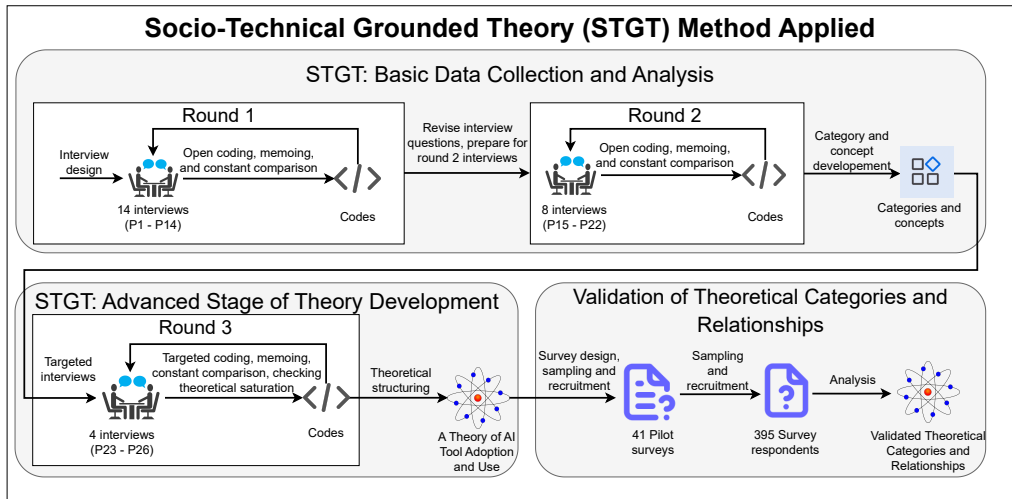 Socio-Technical Grounded Theory (STGT) Method Applied
STGT: Basic Data Collection and Analysis
Round 1
Interview
design
Open coding, memoing,
and constant comparison
14 interviews
(P1 - P14)
</>
Codes
Revise interview
questions, prepare for
round 2 interviews
Round 2
Open coding, memoing,
and constant comparison
8 interviews
(P15 - P22)
</>
Codes
Category and
concept
development
Categories and
concepts
STGT: Advanced Stage of Theory Development
Round 3
Targeted
interviews
Targeted coding, memoing,
constant comparison, checking
theoretical saturation
4 interviews
(P23 - P26)
</>
Codes
Theoretical
structuring
A Theory of AI
Tool Adoption
and Use
Validation of Theoretical Categories and
Relationships
Survey design,
sampling and
recruitment
?
41 Pilot
surveys
Sampling
and
recruitment
?
395 Survey
respondents
Analysis
Validated Theoretical
Categories and
Relationships